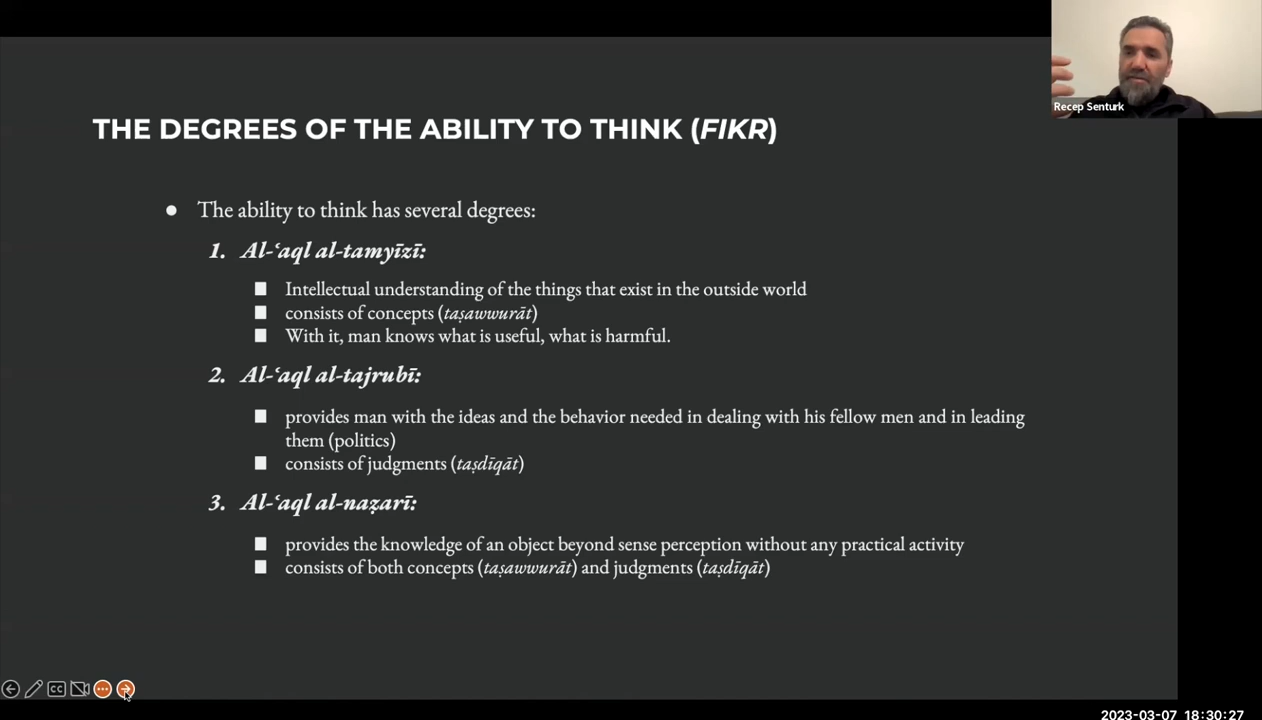 Recep Senturk
THE DEGREES OF THE ABILITY TO THINK (FIKR)
● The ability to think has several degrees:
1. Al-ʿaql al-tamyīzī:
■ Intellectual understanding of the things that exist in the outside world
■ consists of concepts (taṣawwurāt)
■ With it, man knows what is useful, what is harmful.
2. Al-ʿaql al-tajrubī:
■ provides man with the ideas and the behavior needed in dealing with his fellow men and in leading
them (politics)
■ consists of judgments (taṣdīqāt)
3. Al-ʿaql al-naẓarī:
■ provides the knowledge of an object beyond sense perception without any practical activity
■ consists of both concepts (taṣawwurāt) and judgments (taṣdīqāt)
CC
2023-03-07 18:30:27